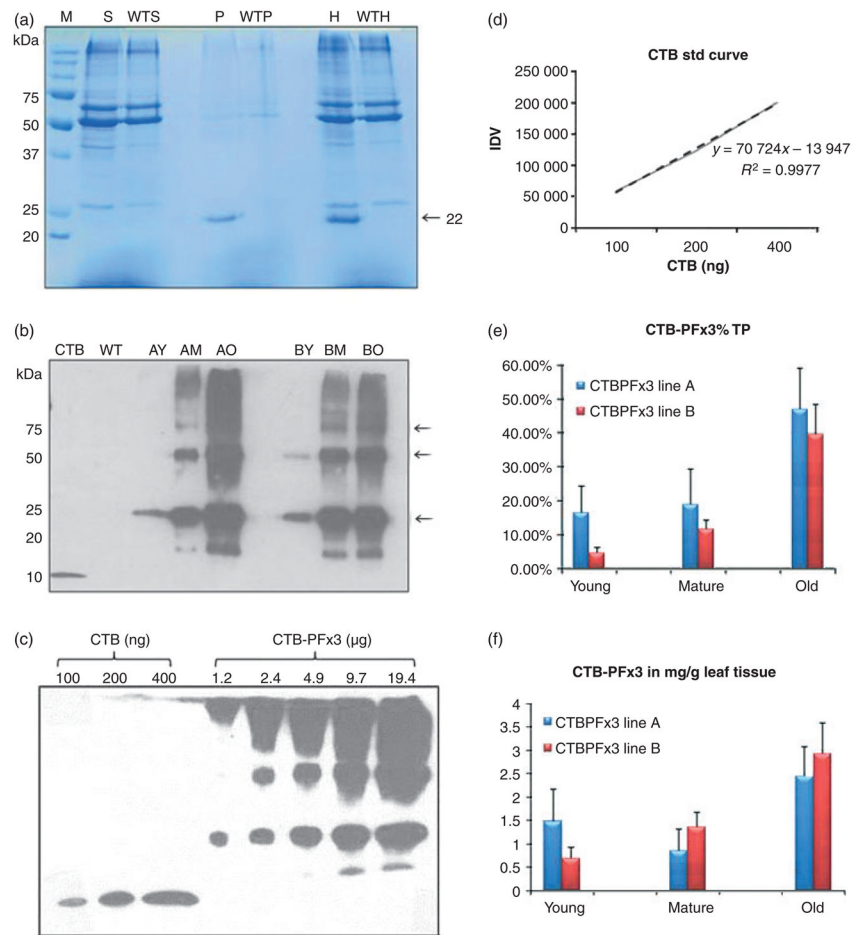 (a)
M S WTS P WTP H WTH
kDa
75
50
37
25
20
← 22
(b)
CTB WT AY AM AO BY BM BO
kDa
75
50
25
20
10
(c)
CTB (ng) CTB-PFx3 (µg)
100 200 400 1.2 2.4 4.9 9.7 19.4
(d)
CTB std curve
250 000
200 000
150 000
100 000
50 000
0
IDV
y = 70 724x – 13 947
R² = 0.9977
100 200 400
CTB (ng)
(e)
CTB-PFx3% TP
60.00%
50.00%
40.00%
30.00%
20.00%
10.00%
0.00%
CTBPFx3 line A
CTBPFx3 line B
Young Mature Old
(f)
CTB-PFx3 in mg/g leaf tissue
4
3.5
3
2.5
2
1.5
1
0.5
0
CTBPFx3 line A
CTBPFx3 line B
Young Mature Old